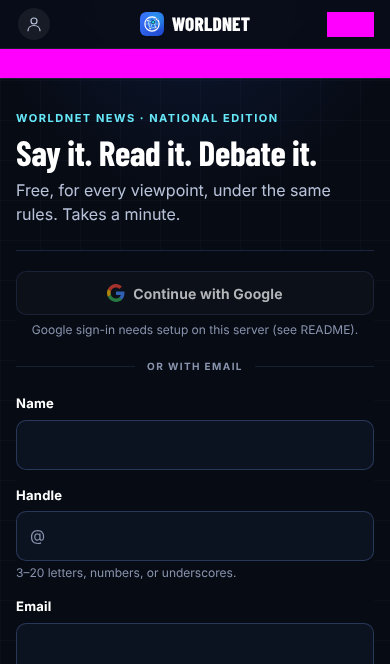 WORLDNET
WORLDNET NEWS · NATIONAL EDITION
Say it. Read it. Debate it.
Free, for every viewpoint, under the same
rules. Takes a minute.
Continue with Google
Google sign-in needs setup on this server (see README).
OR WITH EMAIL
Name
Handle
@
3–20 letters, numbers, or underscores.
Email